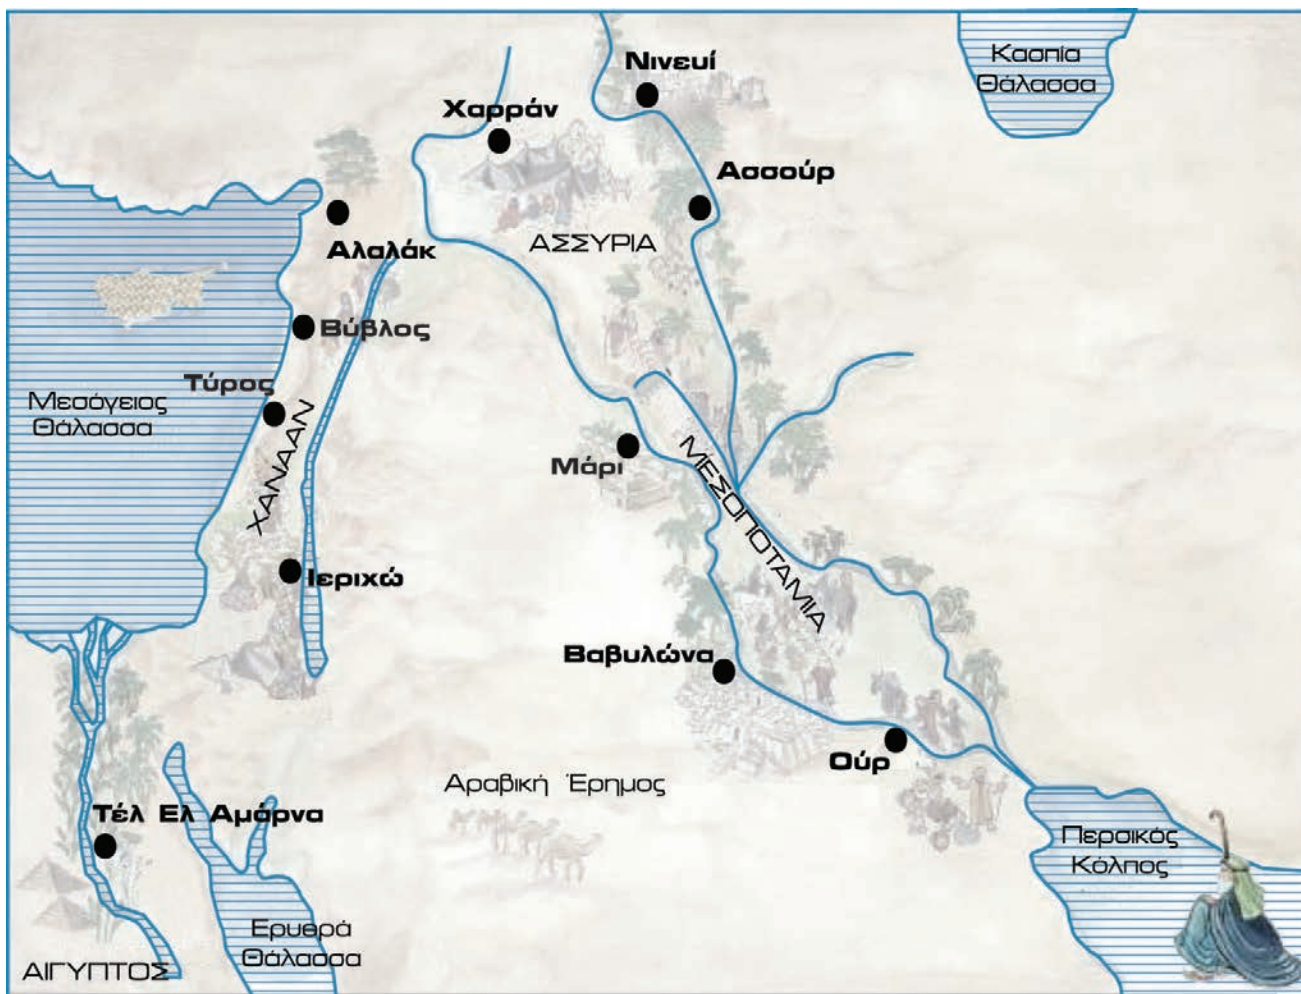 Κασπία
Θάλασσα
Νινευί
Χαρράν
Ασσούρ
ΑΣΣΥΡΙΑ
Αλαλάκ
Βύβλος
Τύρος
Μεσόγειος
Θάλασσα
ΧΑΝΑΑΝ
Μάρι
ΜΕΣΟΠΟΤΑΜΙΑ
Ιεριχώ
Βαβυλώνα
Ούρ
Αραβική Έρημος
Τέλ Ελ Αμάρνα
Περσικός
Κόλπος
Ερυθρά
Θάλασσα
ΑΙΓΥΠΤΟΣ